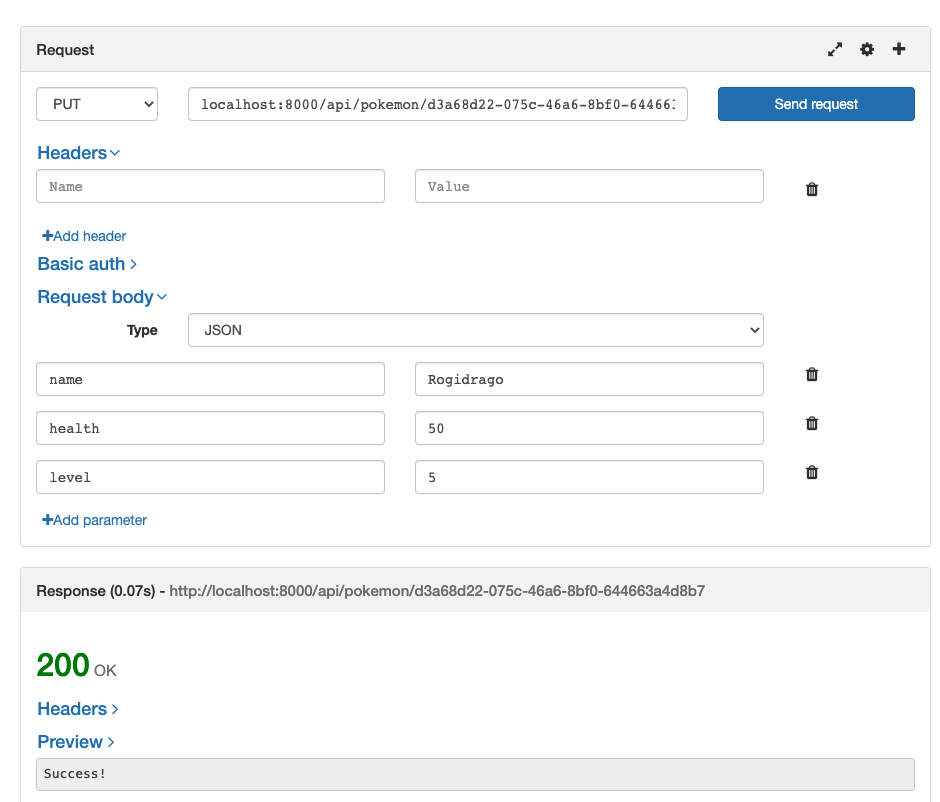 Request
PUT localhost:8000/api/pokemon/d3a68d22-075c-46a6-8bf0-64466: Send request
Headers
Name Value
Add header
Basic auth
Request body
Type JSON
name Rogidrago
health 50
level 5
Add parameter
Response (0.07s) - http://localhost:8000/api/pokemon/d3a68d22-075c-46a6-8bf0-644663a4d8b7
200 OK
Headers
Preview
Success!